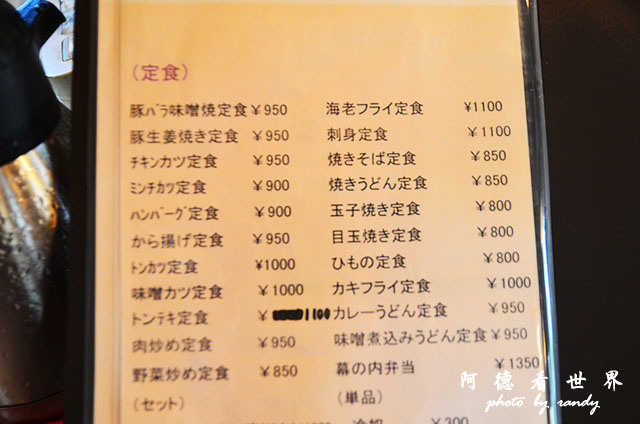 (定食)
豚バラ味噌焼定食 ¥950
豚生姜焼き定食 ¥950
チキンカツ定食 ¥950
ミンチカツ定食 ¥900
ハンバーグ定食 ¥900
から揚げ定食 ¥950
トンカツ定食 ¥1000
味噌カツ定食 ¥1000
トンテキ定食 ¥1100
肉炒め定食 ¥950
野菜炒め定食 ¥850
(セット)
海老フライ定食 ¥1100
刺身定食 ¥1100
焼きそば定食 ¥850
焼きうどん定食 ¥850
玉子焼き定食 ¥800
目玉焼き定食 ¥800
ひもの定食 ¥800
カキフライ定食 ¥1000
カレーうどん定食 ¥950
味噌煮込みうどん定食 ¥950
幕の内弁当 ¥1350
(単品)
冷奴 ¥300
阿德看世界
photo by randy